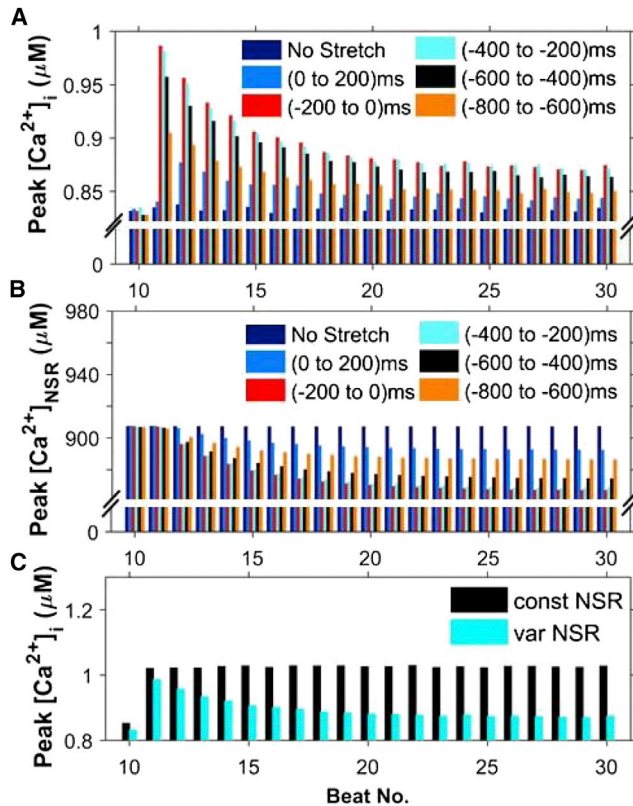 A
Peak [Ca²⁺]ᵢ (μM)
1
0.95
0.9
0.85
0
No Stretch
(0 to 200)ms
(-200 to 0)ms
(-400 to -200)ms
(-600 to -400)ms
(-800 to -600)ms
10 15 20 25 30
B
Peak [Ca²⁺]NSR (μM)
980
940
900
0
No Stretch
(0 to 200)ms
(-200 to 0)ms
(-400 to -200)ms
(-600 to -400)ms
(-800 to -600)ms
10 15 20 25 30
C
Peak [Ca²⁺]ᵢ (μM)
1.2
1
0.8
const NSR
var NSR
10 15 20 25 30
Beat No.